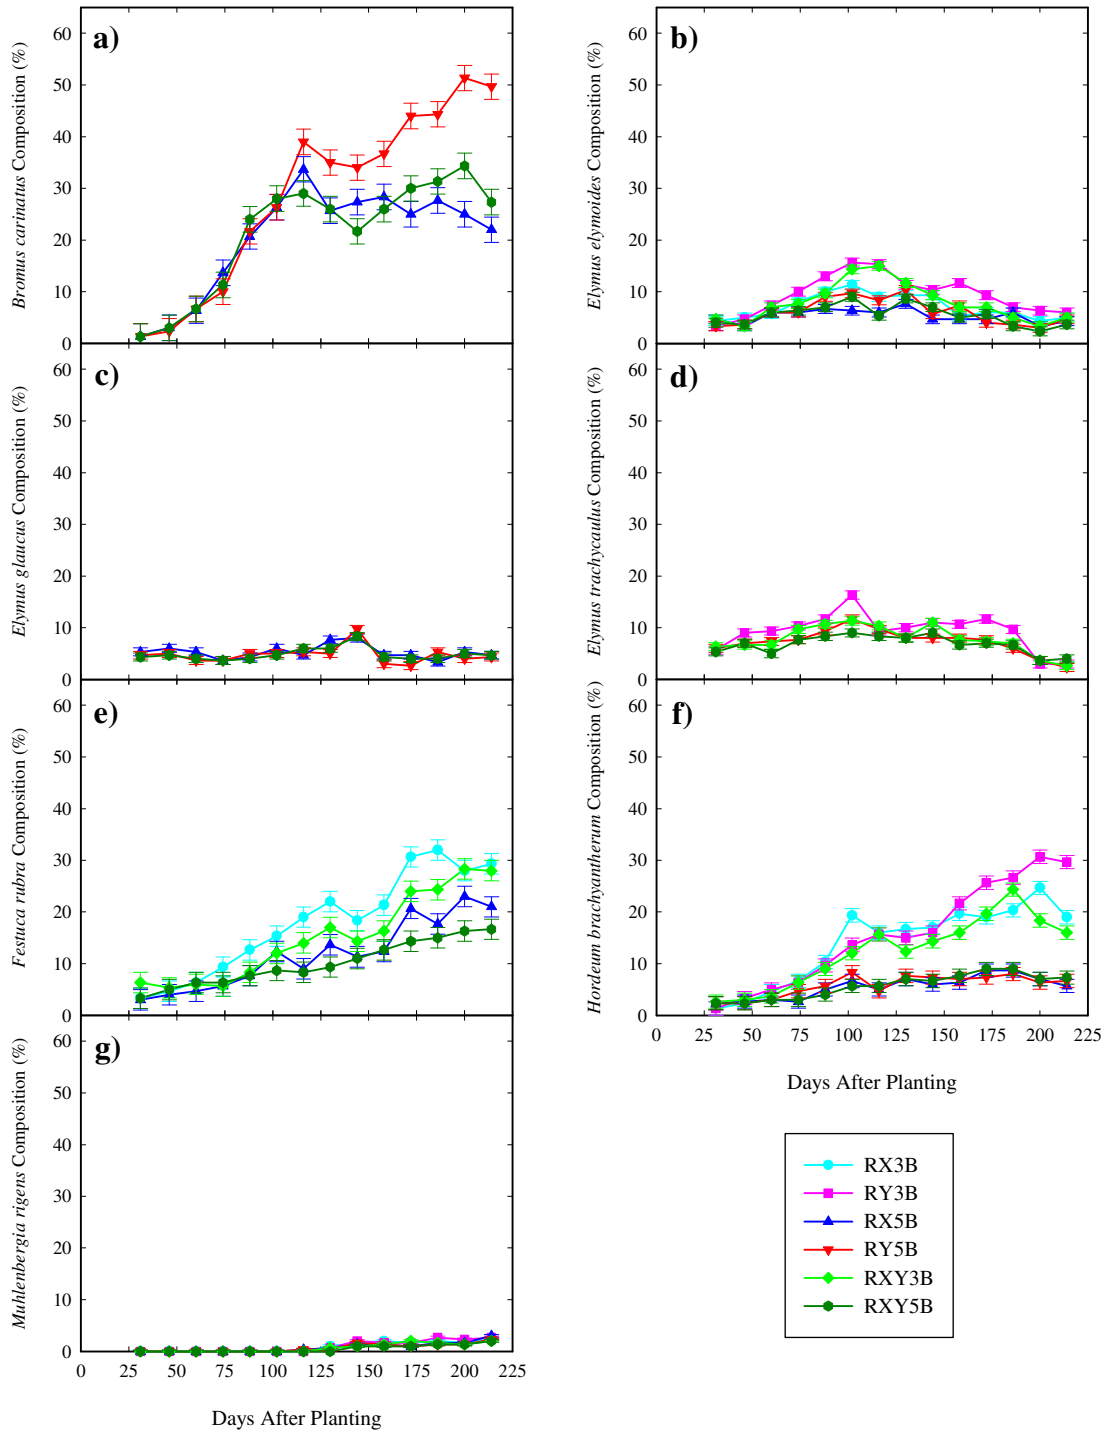 a)
Bromus carinatus Composition (%)
60
50
40
30
20
10
0
b)
Elymus elymoides Composition (%)
60
50
40
30
20
10
0
c)
Elymus glaucus Composition (%)
60
50
40
30
20
10
0
d)
Elymus trachycaulus Composition (%)
60
50
40
30
20
10
0
e)
Festuca rubra Composition (%)
60
50
40
30
20
10
0
f)
Hordeum brachyantherum Composition (%)
60
50
40
30
20
10
0
0 25 50 75 100 125 150 175 200 225
Days After Planting
g)
Muhlenbergia rigens Composition (%)
60
50
40
30
20
10
0
0 25 50 75 100 125 150 175 200 225
Days After Planting
RX3B
RY3B
RX5B
RY5B
RXY3B
RXY5B